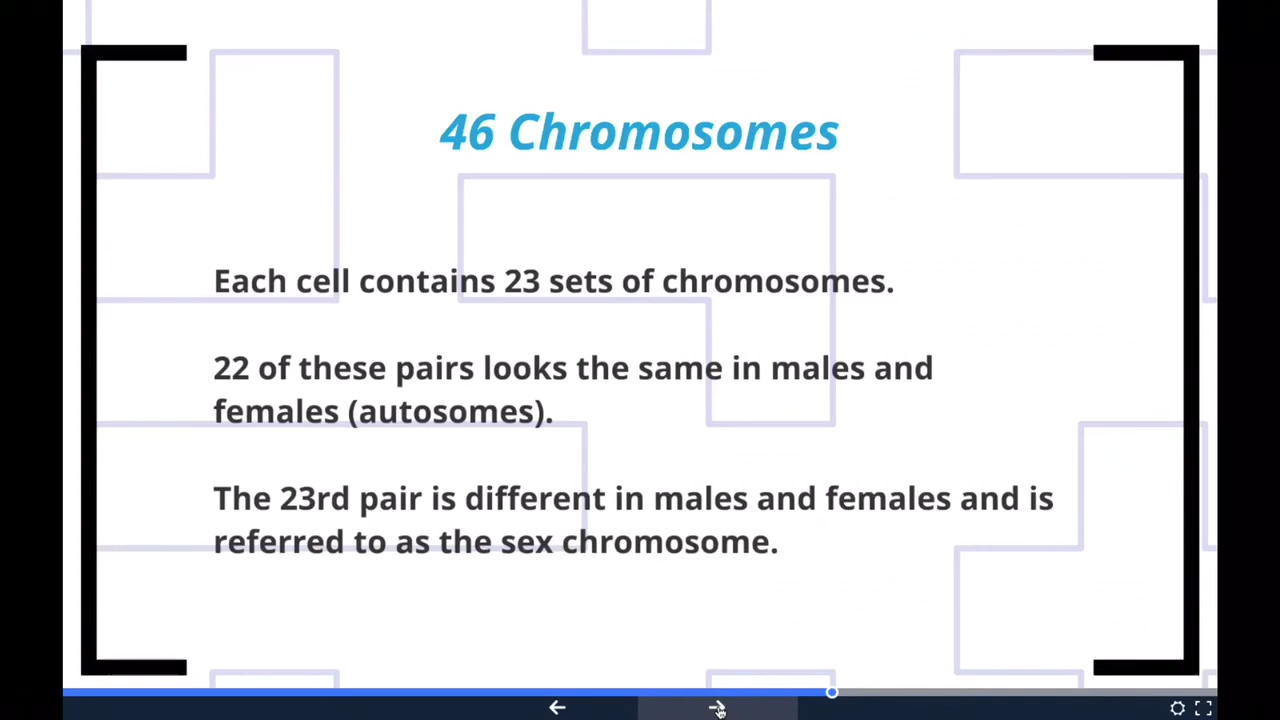 46 Chromosomes
Each cell contains 23 sets of chromosomes.
22 of these pairs looks the same in males and
females (autosomes).
The 23rd pair is different in males and females and is
referred to as the sex chromosome.